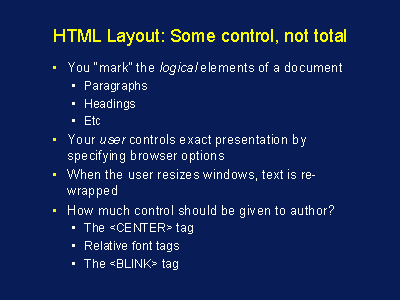 HTML Layout: Some control, not total
• You "mark" the logical elements of a document
• Paragraphs
• Headings
• Etc
• Your user controls exact presentation by
specifying browser options
• When the user resizes windows, text is re-
wrapped
• How much control should be given to author?
• The <CENTER> tag
• Relative font tags
• The <BLINK> tag